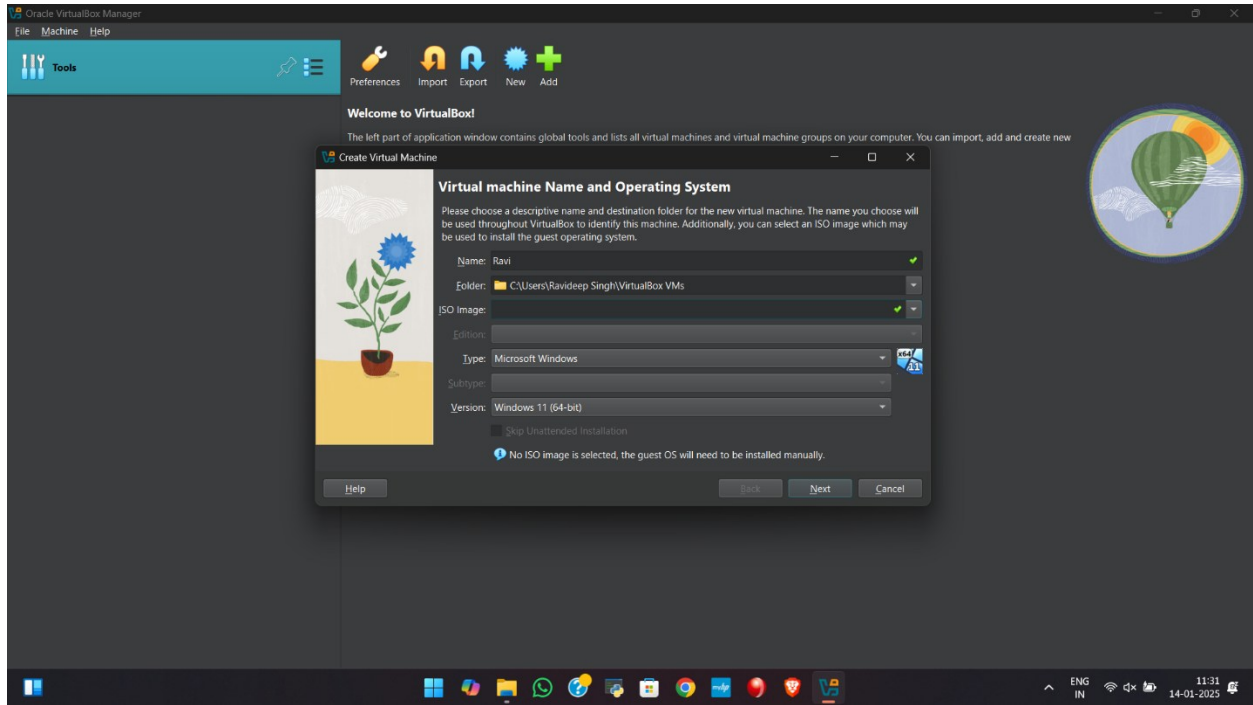 Oracle VirtualBox Manager
File Machine Help
Tools
Preferences Import Export New Add
Welcome to VirtualBox!
The left part of application window contains global tools and lists all virtual machines and virtual machine groups on your computer. You can import, add and create new
Create Virtual Machine
Virtual machine Name and Operating System
Please choose a descriptive name and destination folder for the new virtual machine. The name you choose will
be used throughout VirtualBox to identify this machine. Additionally, you can select an ISO image which may
be used to install the guest operating system.
Name: Ravi
Folder: C:\Users\Ravideep Singh\VirtualBox VMs
ISO Image:
Edition:
Type: Microsoft Windows
x64
11
Subtype:
Version: Windows 11 (64-bit)
Skip Unattended Installation
No ISO image is selected, the guest OS will need to be installed manually.
Help Back Next Cancel
ENG 11:31
IN 14-01-2025